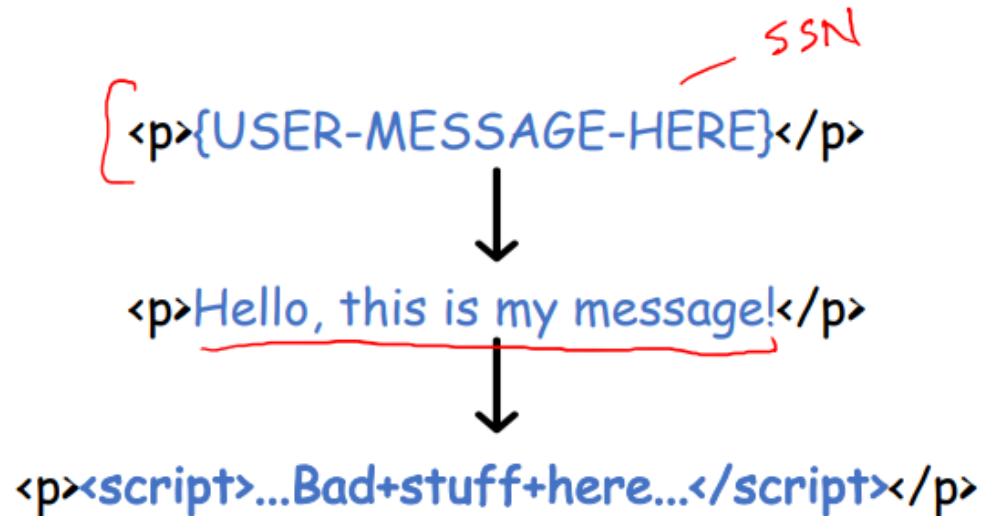 SSN
<p>{USER-MESSAGE-HERE}</p>
<p>Hello, this is my message!</p>
<p><script>...Bad+stuff+here...</script></p>